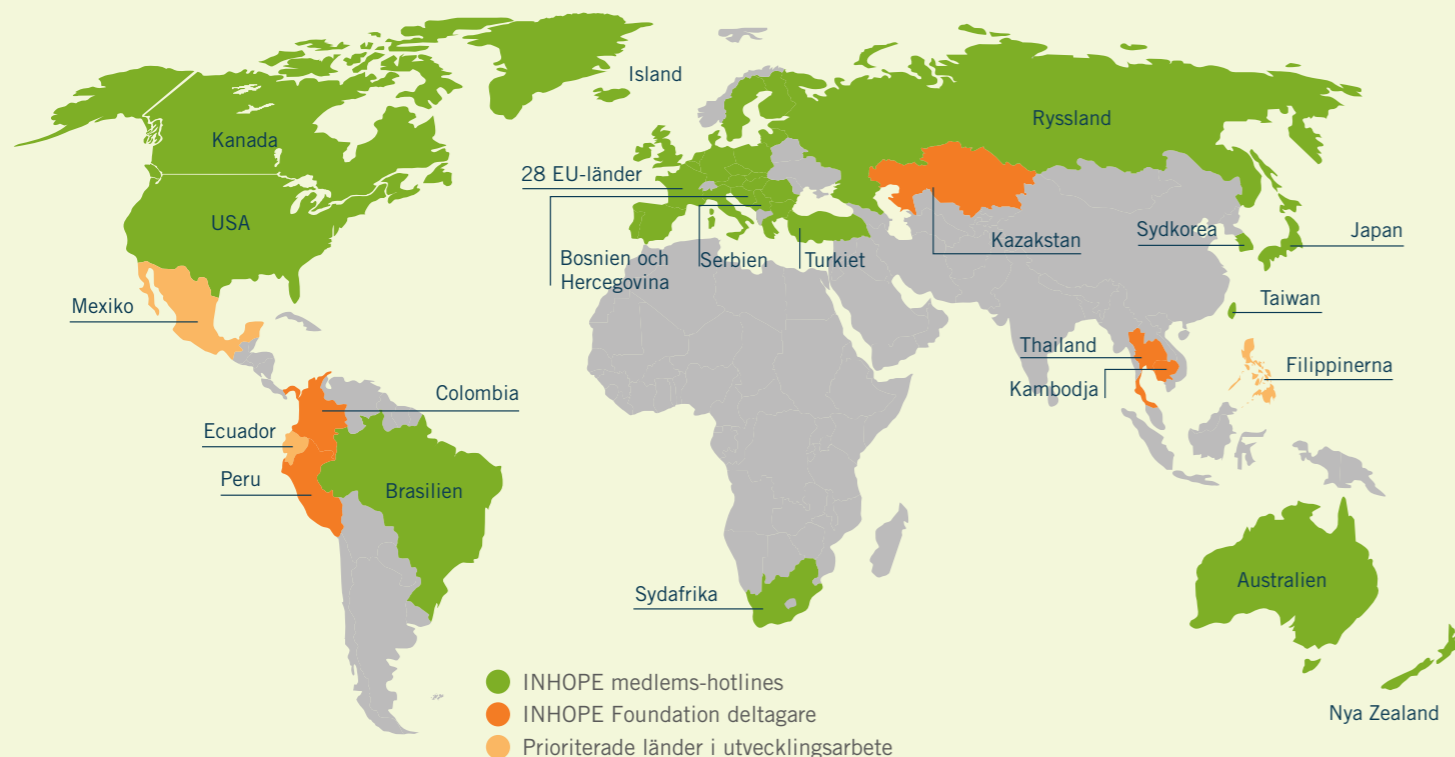 Island
Kanada
Ryssland
28 EU-länder
USA
Kazakstan
Sydkorea
Japan
Bosnien och
Hercegovina
Serbien
Turkiet
Mexiko
Taiwan
Thailand
Filippinerna
Kambodja
Colombia
Ecuador
Peru
Brasilien
Sydafrika
Australien
INHOPE medlems-hotlines
INHOPE Foundation deltagare
Prioriterade länder i utvecklingsarbete
Nya Zealand